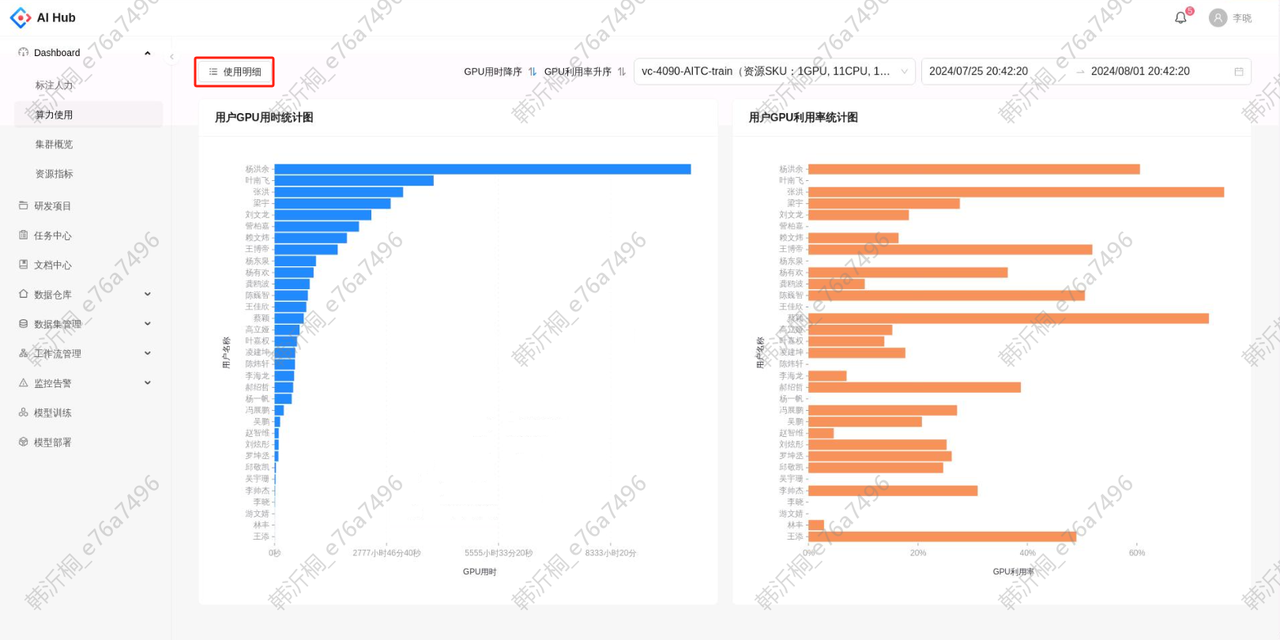 AI Hub
5
李晓
Dashboard
标注人力
算力使用
集群概览
资源指标
研发项目
任务中心
文档中心
数据仓库
数据集管理
工作流管理
监控告警
模型训练
模型部署
使用明细
GPU用时降序
GPU利用率升序
vc-4090-AITC-train（资源SKU：1GPU, 11CPU, 1...
2024/07/25 20:42:20
2024/08/01 20:42:20
用户GPU用时统计图
用户名称
杨洪余
叶南飞
张洪
梁宇
刘文龙
訾柏嘉
赖文炜
王博帝
杨东泉
杨有欢
龚鸥波
陈巍智
王佳欣
蔡颖
高立娅
叶嘉权
凌建坤
陈炜轩
李海龙
郝绍哲
杨一帆
冯展鹏
吴鹏
赵智维
刘炫彤
罗坤丞
邱敬凯
吴宇珊
李帅杰
李晓
游文婧
林丰
王添
0秒
2777小时46分40秒
5555小时33分20秒
8333小时20分
GPU用时
用户GPU利用率统计图
用户名称
杨洪余
叶南飞
张洪
梁宇
刘文龙
訾柏嘉
赖文炜
王博帝
杨东泉
杨有欢
龚鸥波
陈巍智
王佳欣
蔡颖
高立娅
叶嘉权
凌建坤
陈炜轩
李海龙
郝绍哲
杨一帆
冯展鹏
吴鹏
赵智维
刘炫彤
罗坤丞
邱敬凯
吴宇珊
李帅杰
李晓
游文婧
林丰
王添
0%
20%
40%
60%
GPU利用率
韩沂桐_e76a7496